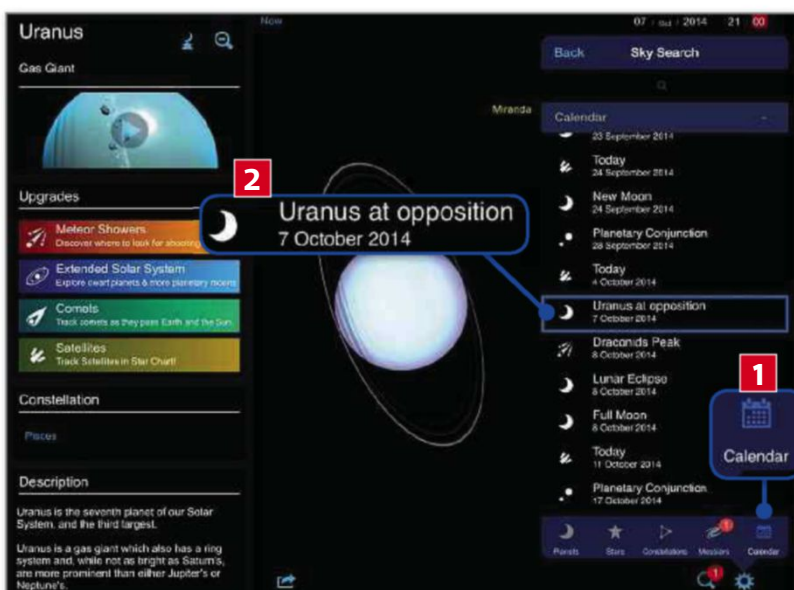 Uranus
Gas Giant
Upgrades
Meteor Showers
Discover where to look for shooting
Extended Solar System
Explore dwarf planets & more planetary moons
Comets
Track comets as they pass Earth and the Sun.
Satellites
Track Satellites in Star Chart!
Constellation
Pisces
Description
Uranus is the seventh planet of our Solar
System, and the third largest.
Uranus is a gas giant which also has a ring
system and, while not as bright as Saturn's,
are more prominent than either Jupiter's or
Neptune's.
Now
Miranda
2
Uranus at opposition
7 October 2014
07 / Oct / 2014 21 00
Back Sky Search
Calendar
23 September 2014
Today
24 September 2014
New Moon
24 September 2014
Planetary Conjunction
28 September 2014
Today
4 October 2014
Uranus at opposition
7 October 2014
Draconids Peak
8 October 2014
Lunar Eclipse
8 October 2014
Full Moon
8 October 2014
Today
11 October 2014
Planetary Conjunction
17 October 2014
1
Calendar
Planets Stars Constellations Messiers 1 Calendar
1